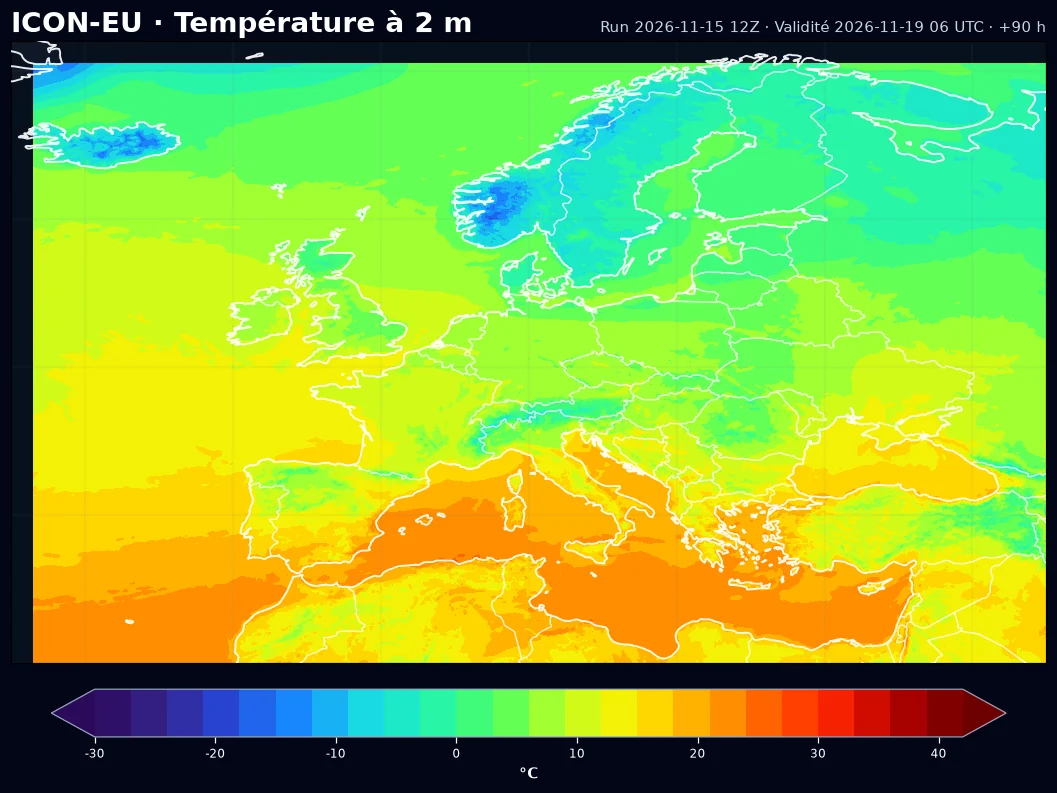 ICON-EU · Température à 2 m
Run 2026-11-15 12Z · Validité 2026-11-19 06 UTC · +90 h
-30 -20 -10 0 10 20 30 40
°C